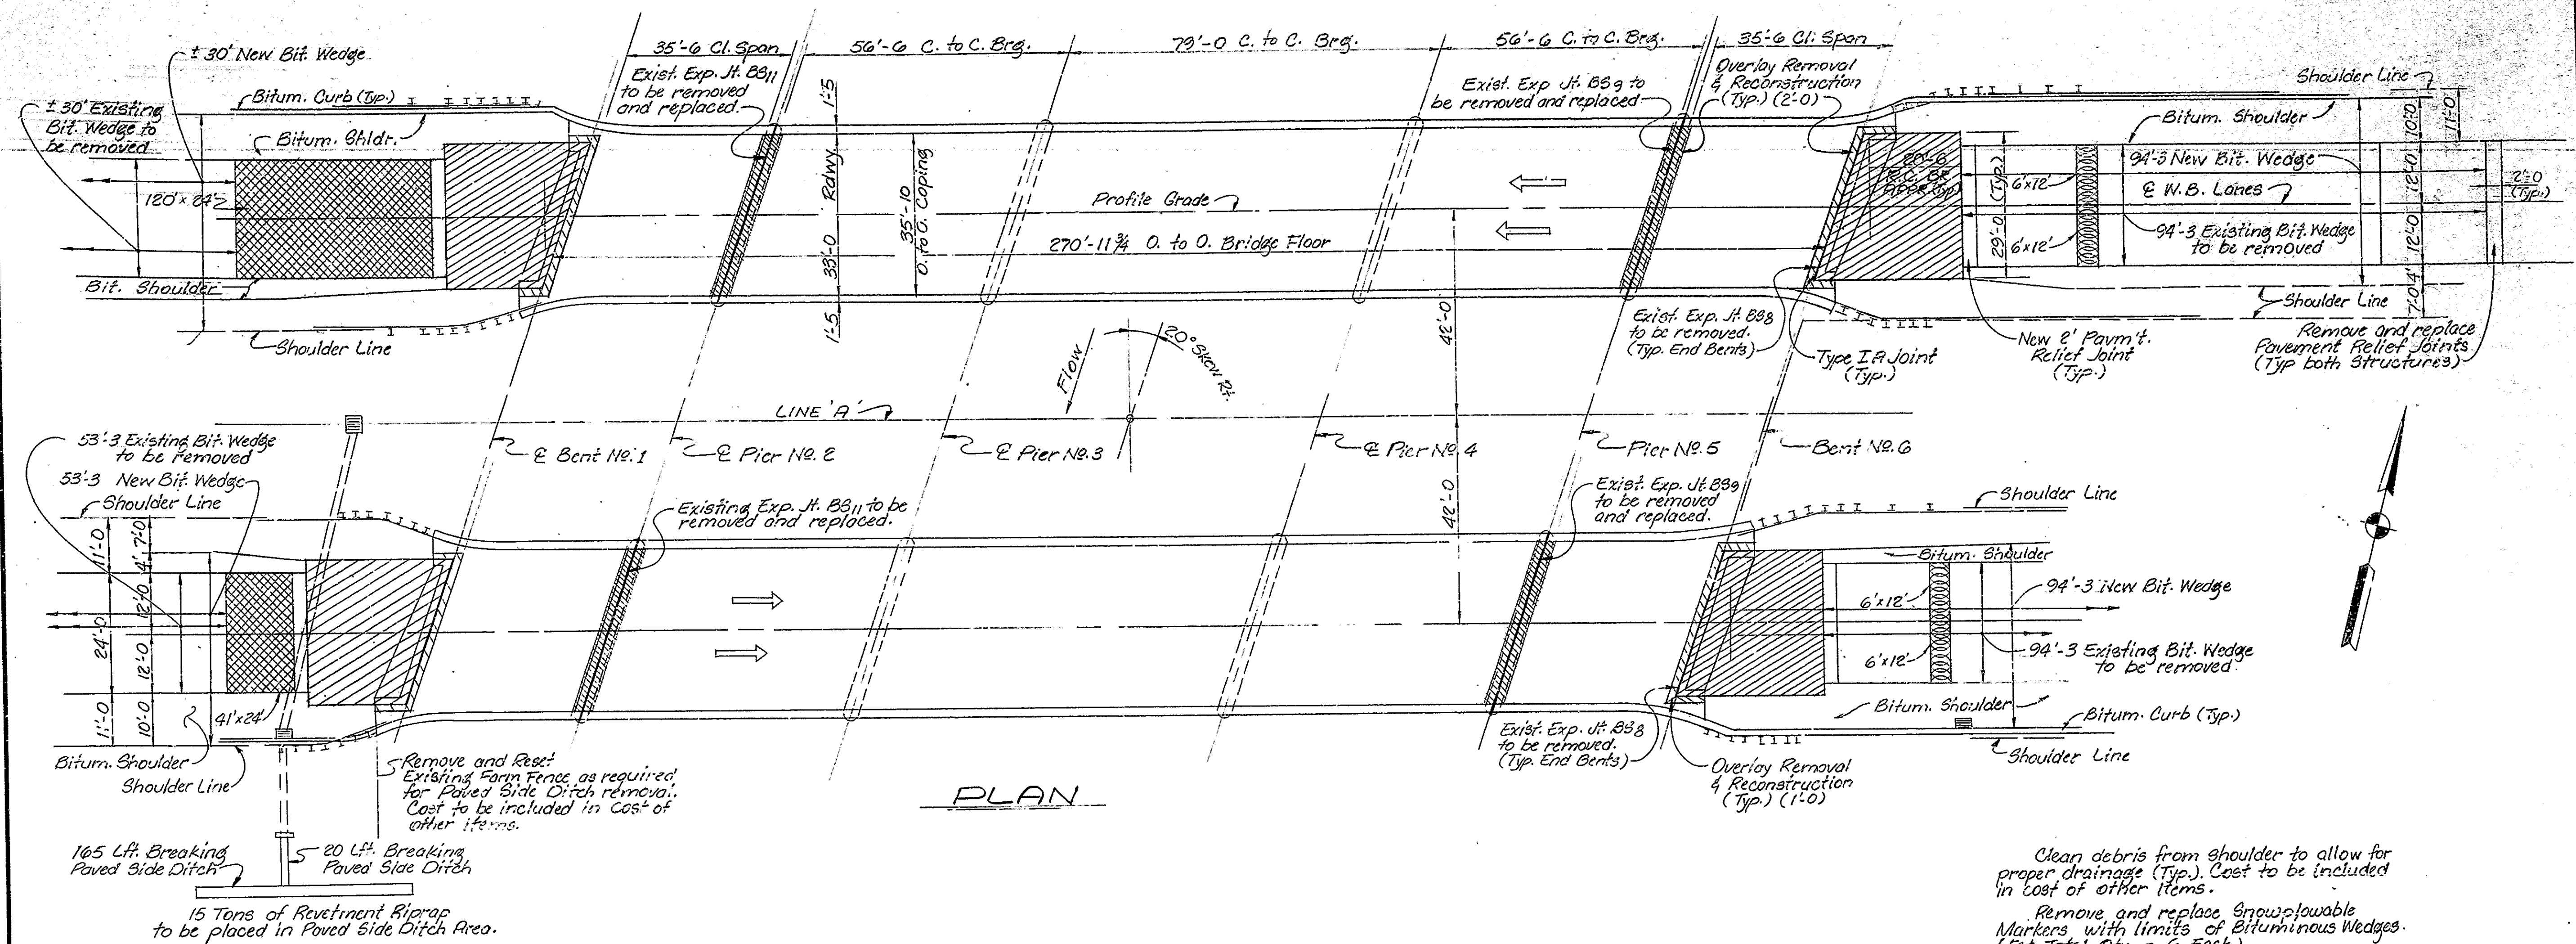 35'-6 Cl. Span
56'-6 C. to C. Brg.
79'-0 C. to C. Brg.
56'-6 C. to C. Brg.
35'-6 Cl. Span
± 30' New Bit. Wedge
± 30' Existing
Bit. Wedge to
be removed
Bitum. Curb (Typ.)
Bitum. Shldr.
120' x 24'
Bit. Shoulder
Shoulder Line
Exist. Exp. Jt. BS11
to be removed
and replaced.
1'-5
33'-0 Rdwy
1'-5
35'-10
O. to O. Coping
Profile Grade
270'-11¾ O. to O. Bridge Floor
Exist. Exp. Jt. BS9 to
be removed and replaced
Overlay Removal
& Reconstruction
(Typ.) (2'-0)
20'-6
R.C. BR.
APPR. (Typ)
29'-0 (Typ.)
6'x12'
6'x12'
Shoulder Line
Bitum. Shoulder
94'-3 New Bit. Wedge
℄ W.B. Lanes
94'-3 Existing Bit. Wedge
to be removed
10'-0
11'-0
12'-0
12'-0
4'
7'-0
2'-0
(Typ.)
Shoulder Line
Remove and replace
Pavement Relief Joints.
(Typ both Structures)
New 2' Pavm't.
Relief Joint
(Typ.)
Type IA Joint
(Typ.)
Exist. Exp. Jt. BS8
to be removed.
(Typ. End Bents)
42'-0
Flow
20° Skew Rt.
LINE 'A'
℄ Bent No. 1
℄ Pier No. 2
℄ Pier No. 3
℄ Pier No. 4
Pier No. 5
Bent No. 6
42'-0
53'-3 Existing Bit. Wedge
to be removed
53'-3 New Bit. Wedge
Shoulder Line
Existing Exp. Jt. BS11 to be
removed and replaced.
Exist. Exp. Jt. BS9
to be removed
and replaced.
Shoulder Line
Bitum. Shoulder
94'-3 New Bit. Wedge
94'-3 Existing Bit. Wedge
to be removed
6'x12'
6'x12'
Bitum. Shoulder
Bitum. Curb (Typ.)
Shoulder Line
11'-0
24'-0
11'-0
7'-0
4'
12'-0
12'-0
10'-0
41'x24'
Bitum. Shoulder
Shoulder Line
Remove and Reset
Existing Farm Fence as required
for Paved Side Ditch removal.
Cost to be included in Cost of
other items.
Exist. Exp. Jt. BS8
to be removed.
(Typ. End Bents)
Overlay Removal
& Reconstruction
(Typ.) (1'-0)
PLAN
165 Lft. Breaking
Paved Side Ditch
20 Lft. Breaking
Paved Side Ditch
15 Tons of Revetment Riprap
to be placed in Paved Side Ditch Area.
Clean debris from shoulder to allow for
proper drainage (Typ.). Cost to be included
in cost of other items.
Remove and replace Snowplowable
Markers with limits of Bituminous Wedges.